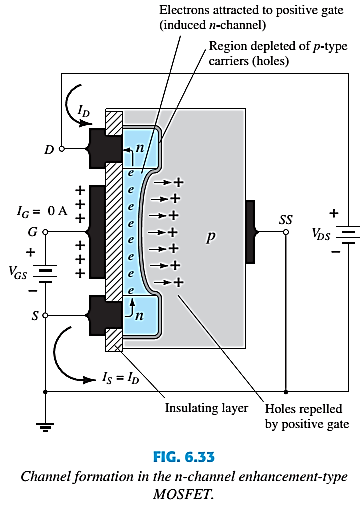 Electrons attracted to positive gate
(induced n-channel)
Region depleted of p-type
carriers (holes)
I_D
D
n
e
e
e
e
e
e
e
e
e
e
+
+
+
+
+
+
+
I_G = 0 A
+
+
+
+
+
+
G
p
SS
+
V_DS
−
+
V_GS
−
S
n
I_S = I_D
Insulating layer
Holes repelled
by positive gate
FIG. 6.33
Channel formation in the n-channel enhancement-type
MOSFET.